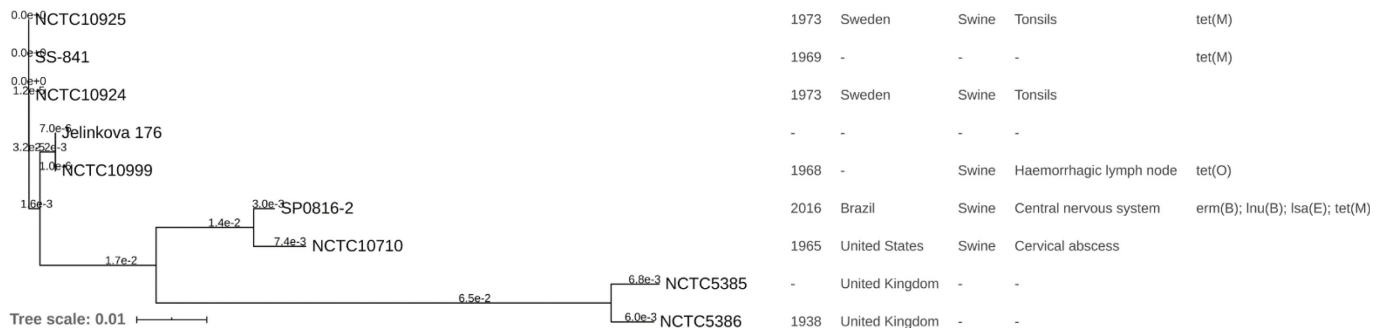 0.0e+0 NCTC10925 1973 Sweden Swine Tonsils tet(M)
0.0e+0 SS-841 1969 - - - tet(M)
0.0e+0
NCTC10924 1973 Sweden Swine Tonsils
7.0e-6 Jelinkova 176 - - - -
1.0e-6 NCTC10999 1968 - Swine Haemorrhagic lymph node tet(O)
1.6e-3 3.0e-3 SP0816-2 2016 Brazil Swine Central nervous system erm(B); lnu(B); lsa(E); tet(M)
1.4e-2
7.4e-3 NCTC10710 1965 United States Swine Cervical abscess
1.7e-2
6.8e-3 NCTC5385 - United Kingdom - -
6.5e-2
Tree scale: 0.01 6.0e-3 NCTC5386 1938 United Kingdom - -